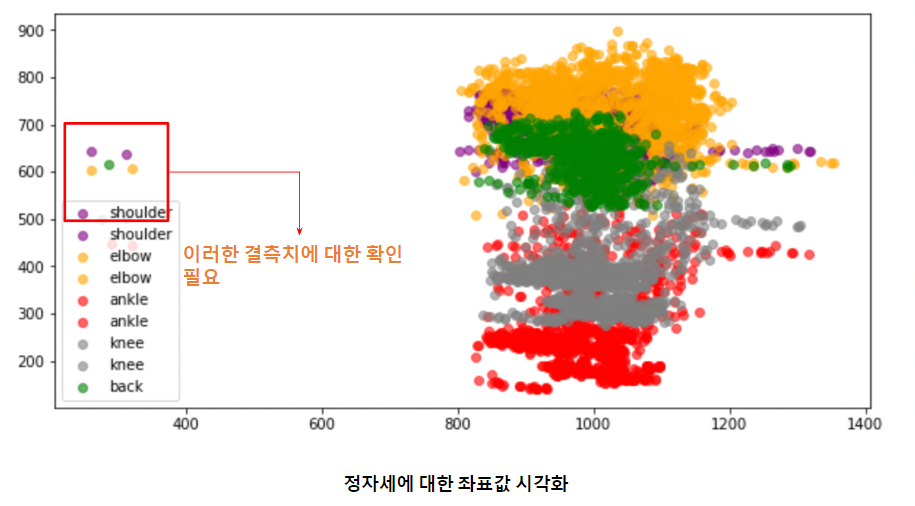 900
800
700
600
500
400
300
200
shoulder
shoulder
elbow
elbow
ankle
ankle
knee
knee
back
이러한 결측치에 대한 확인
필요
400
600
800
1000
1200
1400
정자세에 대한 좌표값 시각화